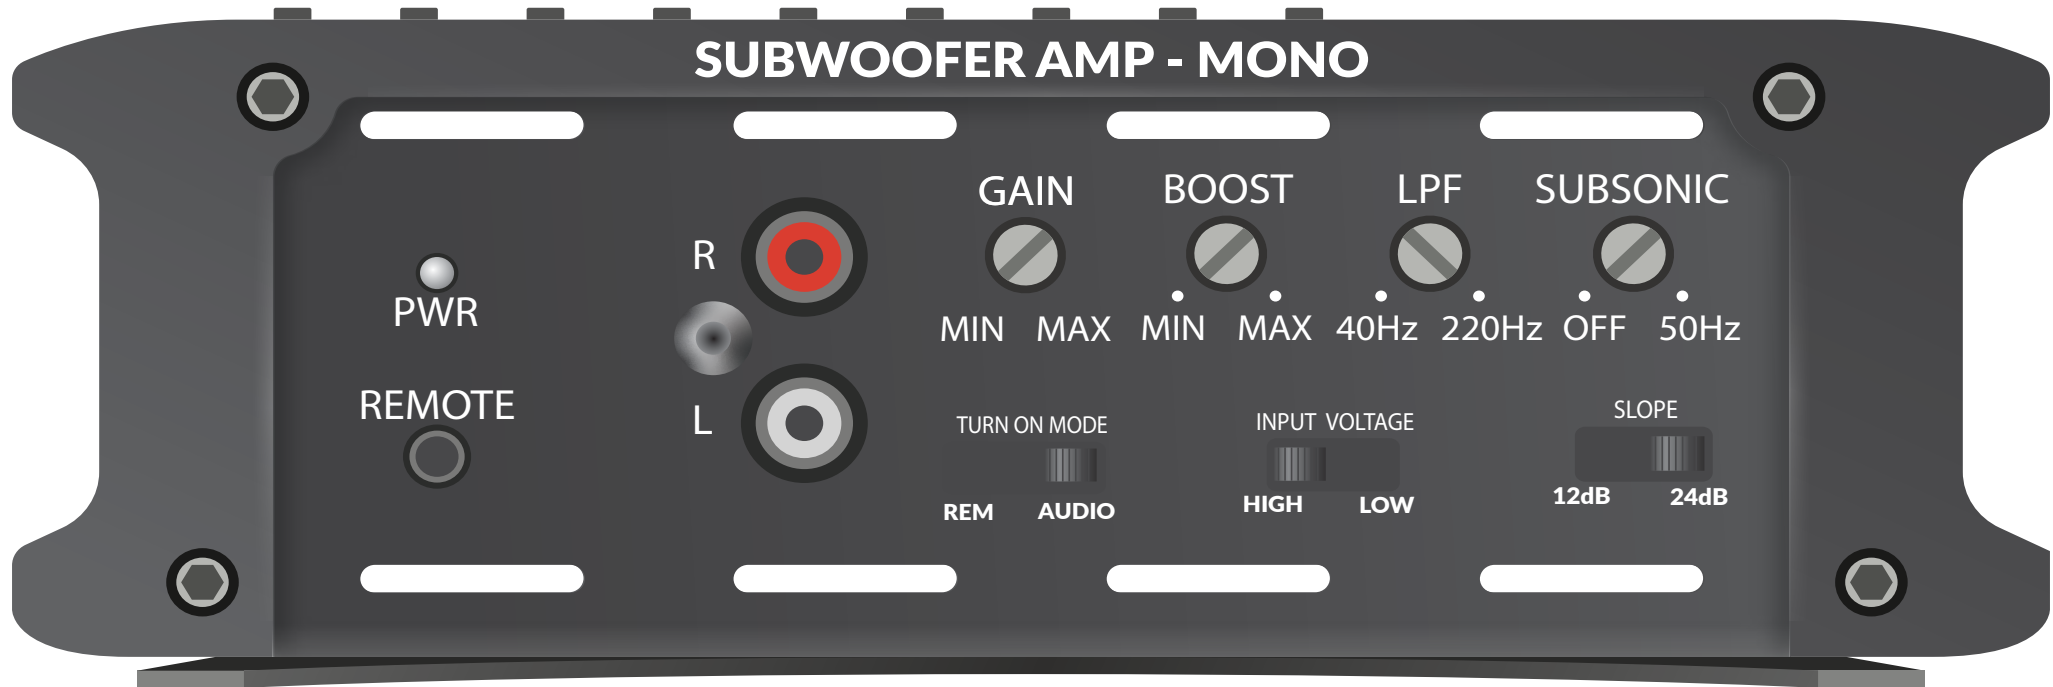 SUBWOOFER AMP - MONO
GAIN BOOST LPF SUBSONIC
R
PWR
MIN MAX MIN MAX 40Hz 220Hz OFF 50Hz
REMOTE
L
TURN ON MODE INPUT VOLTAGE SLOPE
REM AUDIO HIGH LOW 12dB 24dB